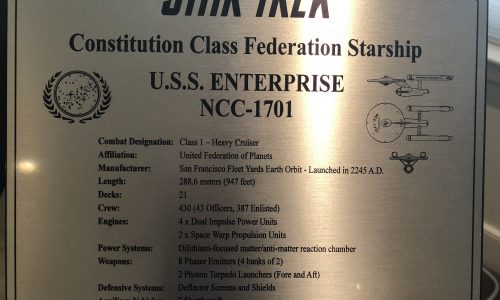 STAR TREK
Constitution Class Federation Starship
U.S.S. ENTERPRISE
NCC-1701
Combat Designation: Class 1 – Heavy Cruiser
Affiliation: United Federation of Planets
Manufacturer: San Francisco Fleet Yards Earth Orbit - Launched in 2245 A.D.
Length: 288.6 meters (947 feet)
Decks: 21
Crew: 430 (43 Officers, 387 Enlisted)
Engines: 4 x Dual Impulse Power Units
2 x Space Warp Propulsion Units
Power Systems: Dilithium-focused matter/anti-matter reaction chamber
Weapons: 8 Phaser Emitters (4 banks of 2)
2 Photon Torpedo Launchers (Fore and Aft)
Defensive Systems: Deflector Screens and Shields